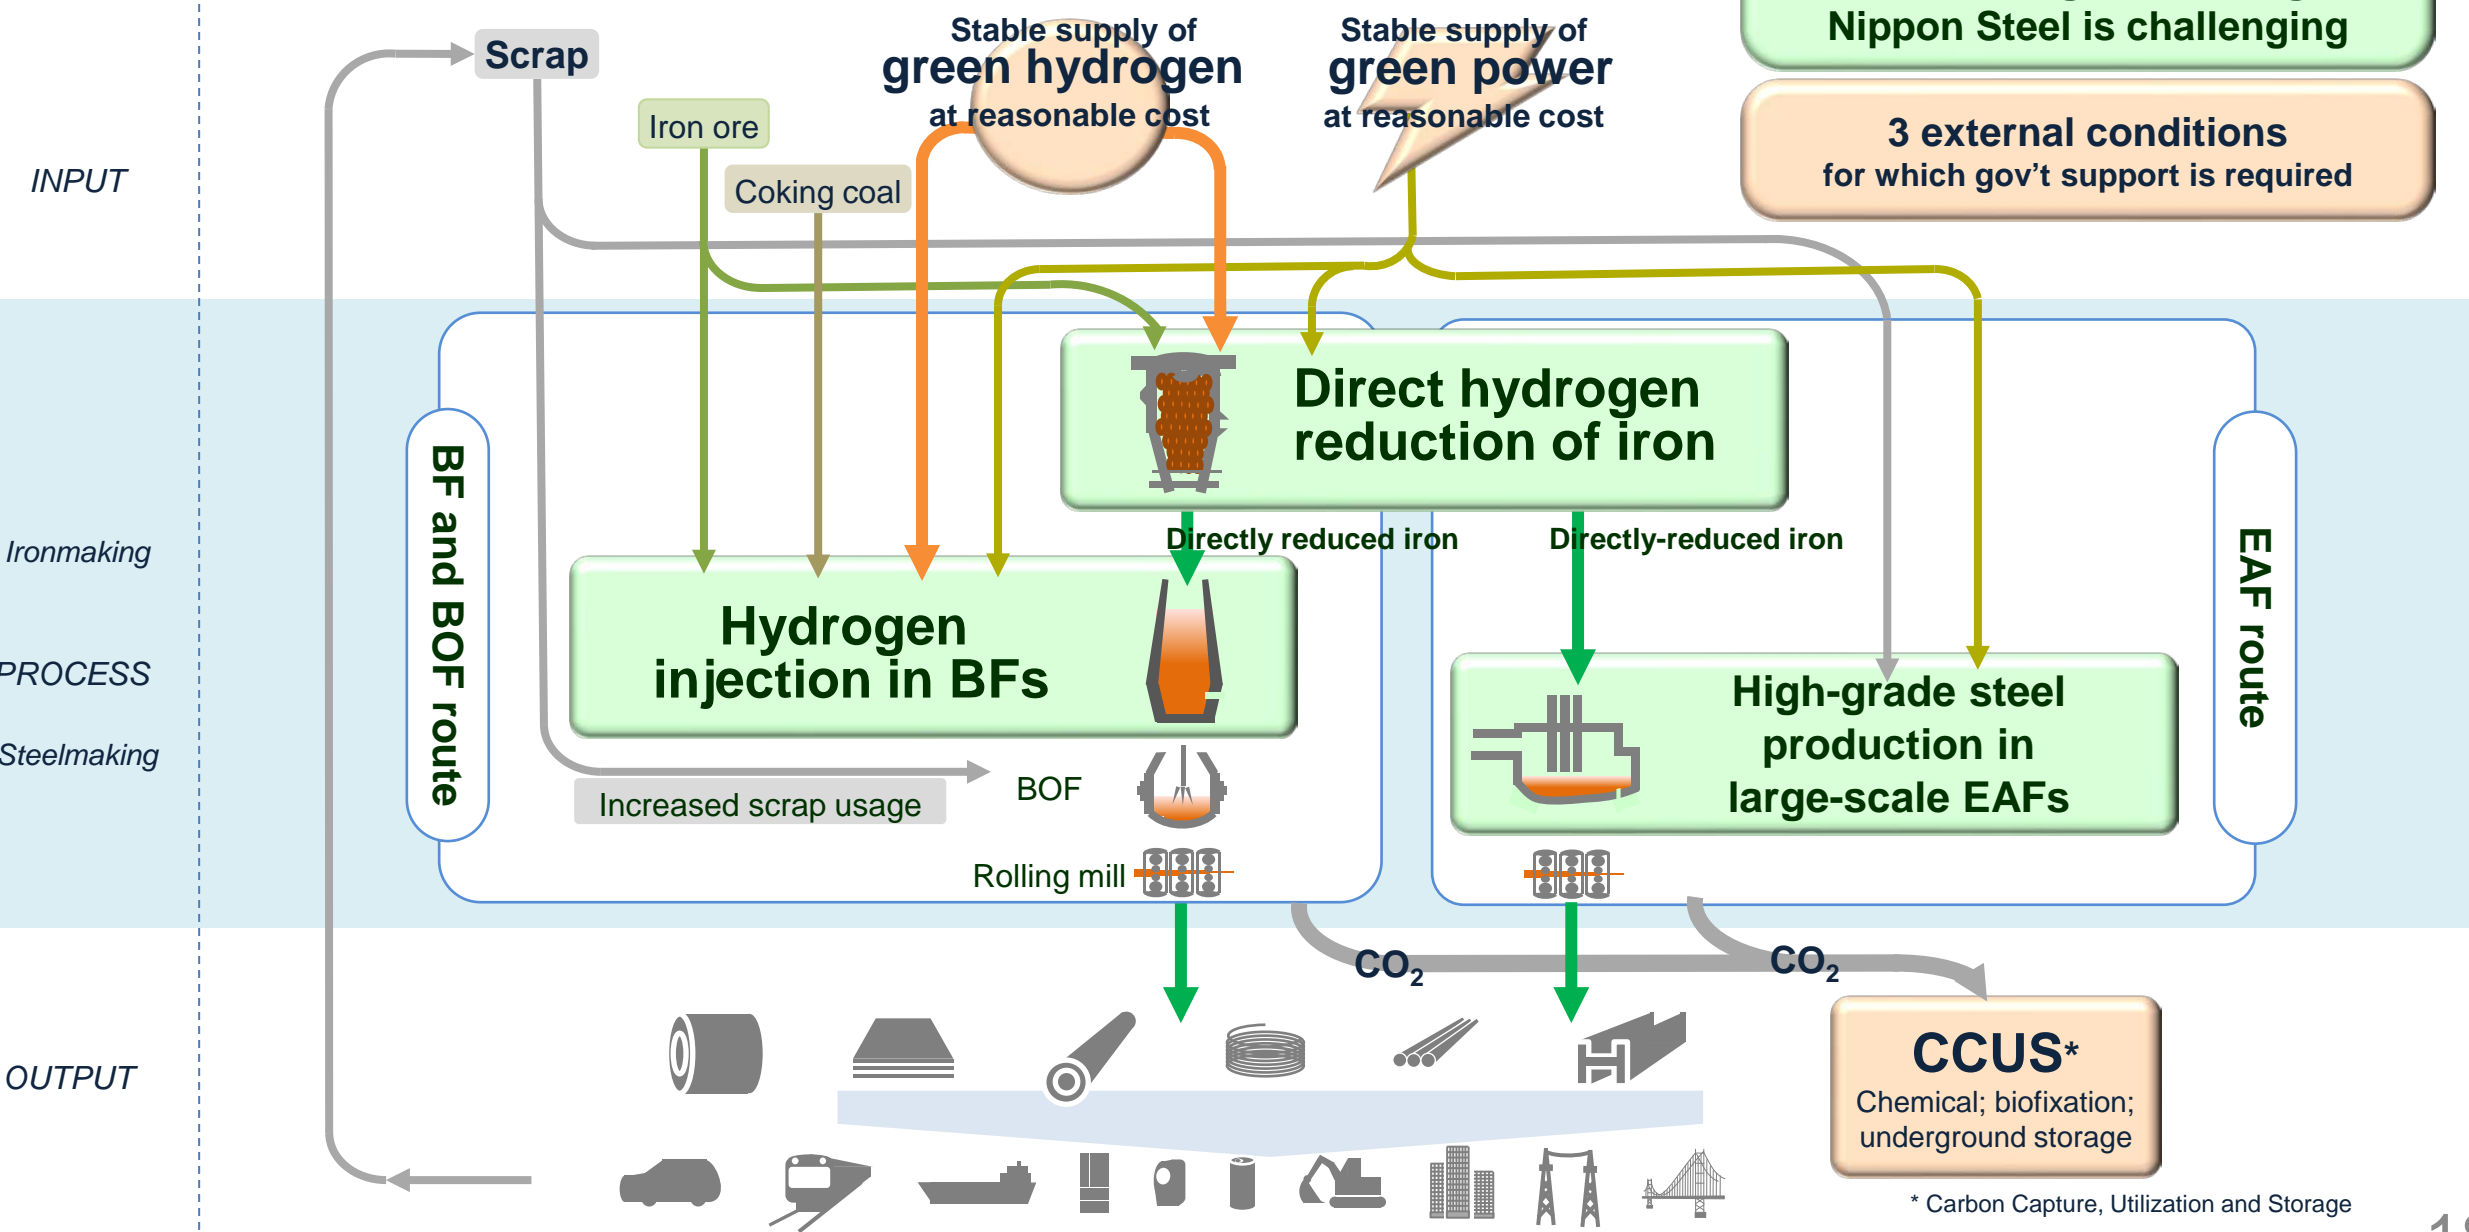 Nippon Steel is challenging
3 external conditions
for which gov't support is required
Stable supply of
green hydrogen
at reasonable cost
Stable supply of
green power
at reasonable cost
Scrap
Iron ore
Coking coal
INPUT
Direct hydrogen
reduction of iron
Directly reduced iron
Directly-reduced iron
BF and BOF route
EAF route
Ironmaking
PROCESS
Steelmaking
Hydrogen
injection in BFs
High-grade steel
production in
large-scale EAFs
Increased scrap usage
BOF
Rolling mill
CO₂
CO₂
OUTPUT
CCUS*
Chemical; biofixation;
underground storage
* Carbon Capture, Utilization and Storage